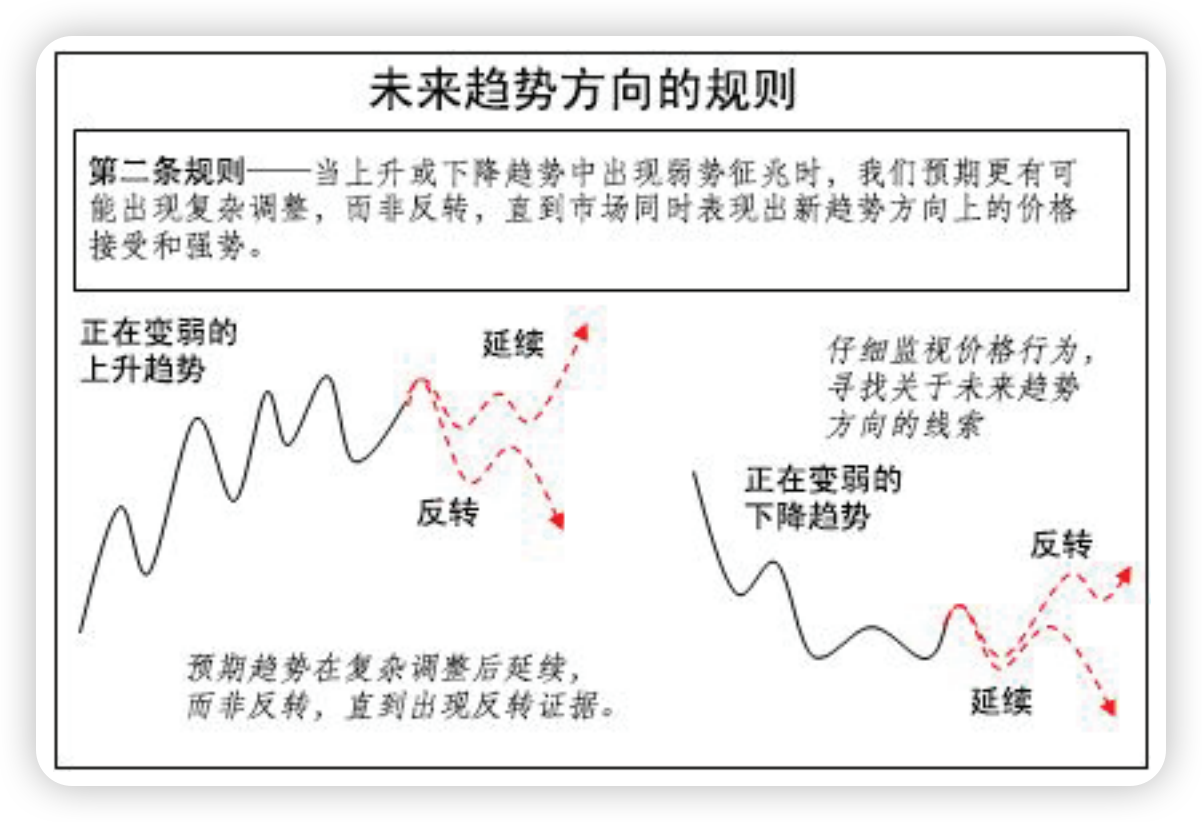 未来趋势方向的规则
第二条规则——当上升或下降趋势中出现弱势征兆时，我们预期更有可
能出现复杂调整，而非反转，直到市场同时表现出新趋势方向上的价格
接受和强势。
正在变弱的
上升趋势
延续
反转
仔细监视价格行为，
寻找关于未来趋势
方向的线索
正在变弱的
下降趋势
反转
延续
预期趋势在复杂调整后延续，
而非反转，直到出现反转证据。